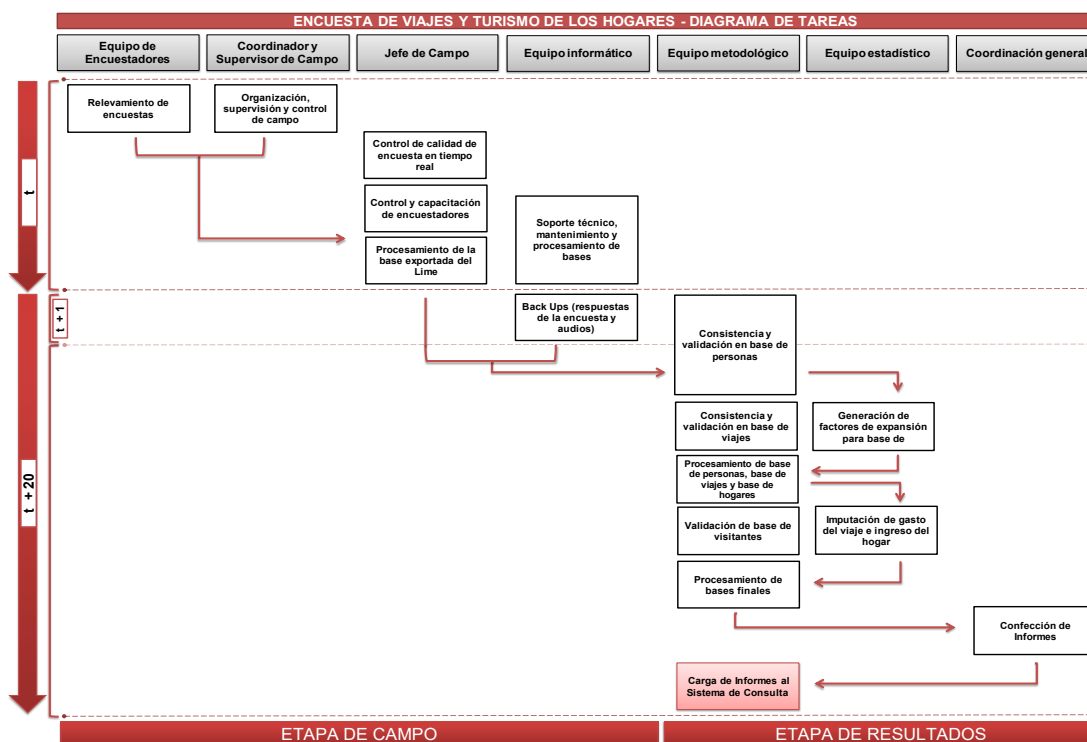 ENCUESTA DE VIAJES Y TURISMO DE LOS HOGARES - DIAGRAMA DE TAREAS
Equipo de
Encuestadores
Coordinador y
Supervisor de Campo
Jefe de Campo
Equipo informático
Equipo metodológico
Equipo estadístico
Coordinación general
t
Relevamiento de
encuestas
Organización,
supervisión y control
de campo
Control de calidad de
encuesta en tiempo
real
Control y capacitación
de encuestadores
Procesamiento de la
base exportada del
Lime
Soporte técnico,
mantenimiento y
procesamiento de
bases
t + 1
Back Ups (respuestas
de la encuesta y
audios)
Consistencia y
validación en base de
personas
t + 20
Consistencia y
validación en base de
viajes
Generación de
factores de expansión
para base de
Procesamiento de base
de personas, base de
viajes y base de
hogares
Validación de base de
visitantes
Imputación de gasto
del viaje e ingreso del
hogar
Procesamiento de
bases finales
Confección de
Informes
Carga de Informes al
Sistema de Consulta
ETAPA DE CAMPO
ETAPA DE RESULTADOS